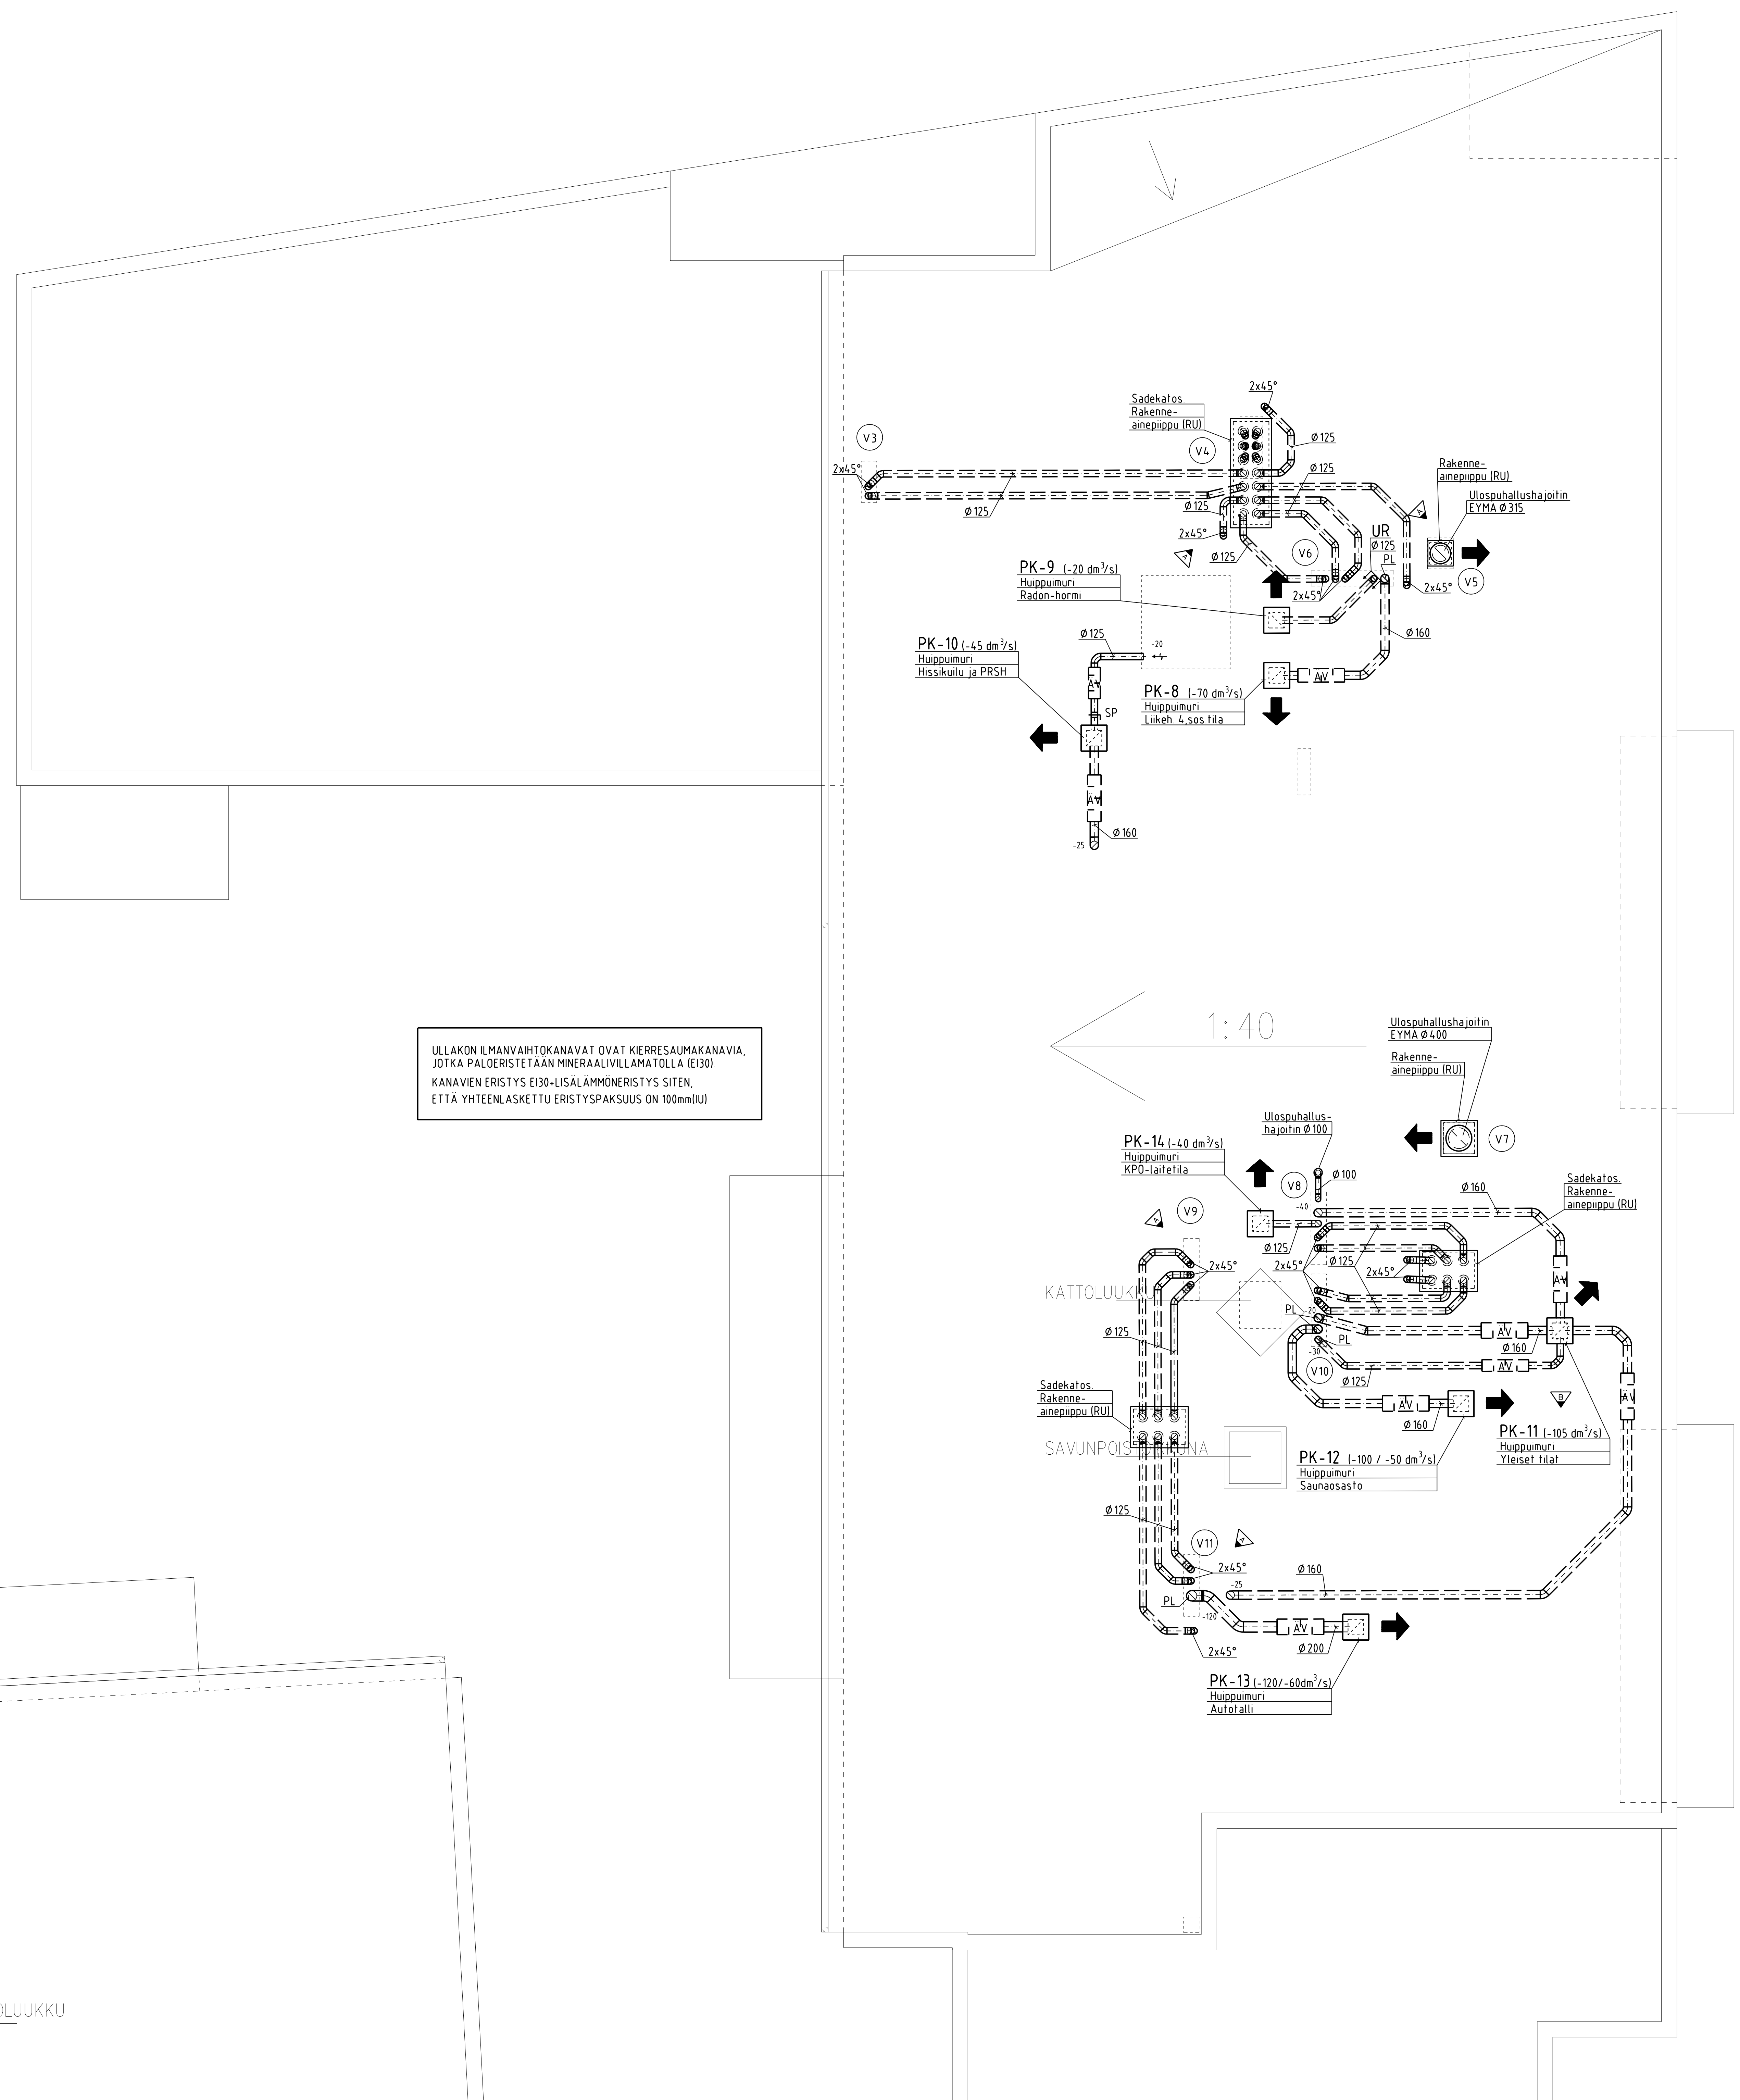 2x45°
Sadekatos.
Rakenne-
ainepiippu (RU)
V3
V4
Ø125
2x45°
Ø125
Rakenne-
ainepiippu (RU)
Ulospuhallushajoitin
EYMA Ø315
Ø125
Ø125
A
2x45°
UR
Ø125
PL
V6
A
Ø125
V5
2x45°
2x45°
PK-9 (-20 dm³/s)
Huippuimuri
Radon-hormi
Ø160
PK-10 (-45 dm³/s)
Huippuimuri
Hissikuilu ja PRSH
Ø125
-20
AV
AV
PK-8 (-70 dm³/s)
Huippuimuri
Liikeh. 4,sos.tila
SP
AV
Ø160
-25
1:40
ULLAKON ILMANVAIHTOKANAVAT OVAT KIERRESAUMAKANAVIA,
JOTKA PALOERISTETÄÄN MINERAALIVILLAMATOLLA (EI30).
KANAVIEN ERISTYS EI30+LISÄLÄMMÖNERISTYS SITEN,
ETTÄ YHTEENLASKETTU ERISTYSPAKSUUS ON 100mm(IU)
Ulospuhallushajoitin
EYMA Ø400
Rakenne-
ainepiippu (RU)
V7
Ulospuhallus-
hajoitin Ø100
PK-14 (-40 dm³/s)
Huippuimuri
KPO-laitetila
V8
Ø100
-40
Ø160
Sadekatos.
Rakenne-
ainepiippu (RU)
V9
A
Ø125
2x45°
2x45°
Ø125
2x45°
AV
KATTOLUUKKU
PL
-20
PL
-30
V10
Ø125
AV
Ø160
AV
Ø125
AV
AV
Ø160
B
Sadekatos.
Rakenne-
ainepiippu (RU)
PK-11 (-105 dm³/s)
Huippuimuri
Yleiset tilat
SAVUNPOISTOIKKUNA
PK-12 (-100 / -50 dm³/s)
Huippuimuri
Saunaosasto
Ø125
V11
A
2x45°
-25
Ø160
PL
-120
AV
Ø200
2x45°
PK-13 (-120/-60dm³/s)
Huippuimuri
Autotalli
OLUUKKU